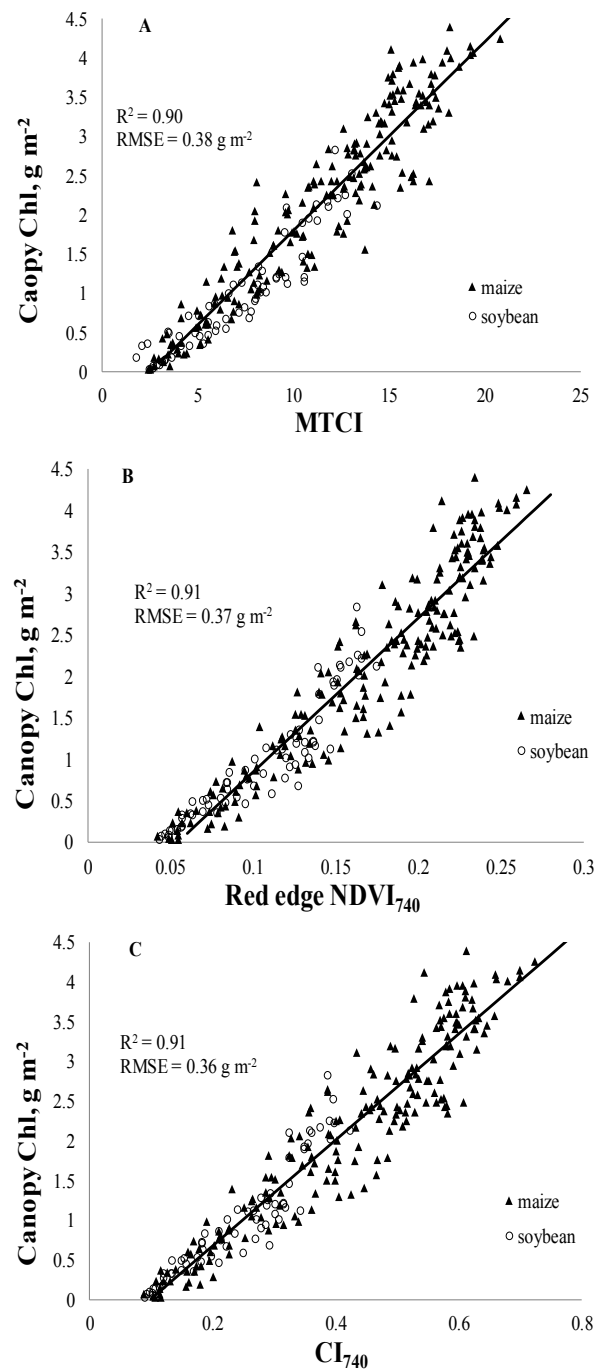 A
R² = 0.90
RMSE = 0.38 g m⁻²
Caopy Chl, g m⁻²
4.5
4
3.5
3
2.5
2
1.5
1
0.5
0
maize
soybean
0 5 10 15 20 25
MTCI
B
R² = 0.91
RMSE = 0.37 g m⁻²
Canopy Chl, g m⁻²
4.5
4
3.5
3
2.5
2
1.5
1
0.5
0
maize
soybean
0 0.05 0.1 0.15 0.2 0.25 0.3
Red edge NDVI₇₄₀
C
R² = 0.91
RMSE = 0.36 g m⁻²
Canopy Chl, g m⁻²
4.5
4
3.5
3
2.5
2
1.5
1
0.5
0
maize
soybean
0 0.2 0.4 0.6 0.8
CI₇₄₀